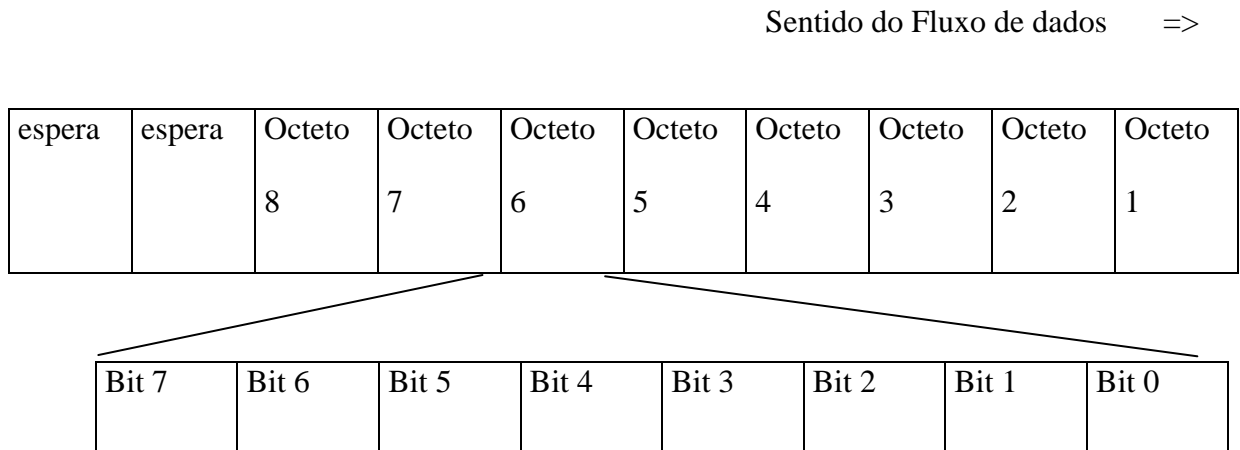 Sentido do Fluxo de dados =>
espera espera Octeto Octeto Octeto Octeto Octeto Octeto Octeto Octeto
8 7 6 5 4 3 2 1
Bit 7 Bit 6 Bit 5 Bit 4 Bit 3 Bit 2 Bit 1 Bit 0